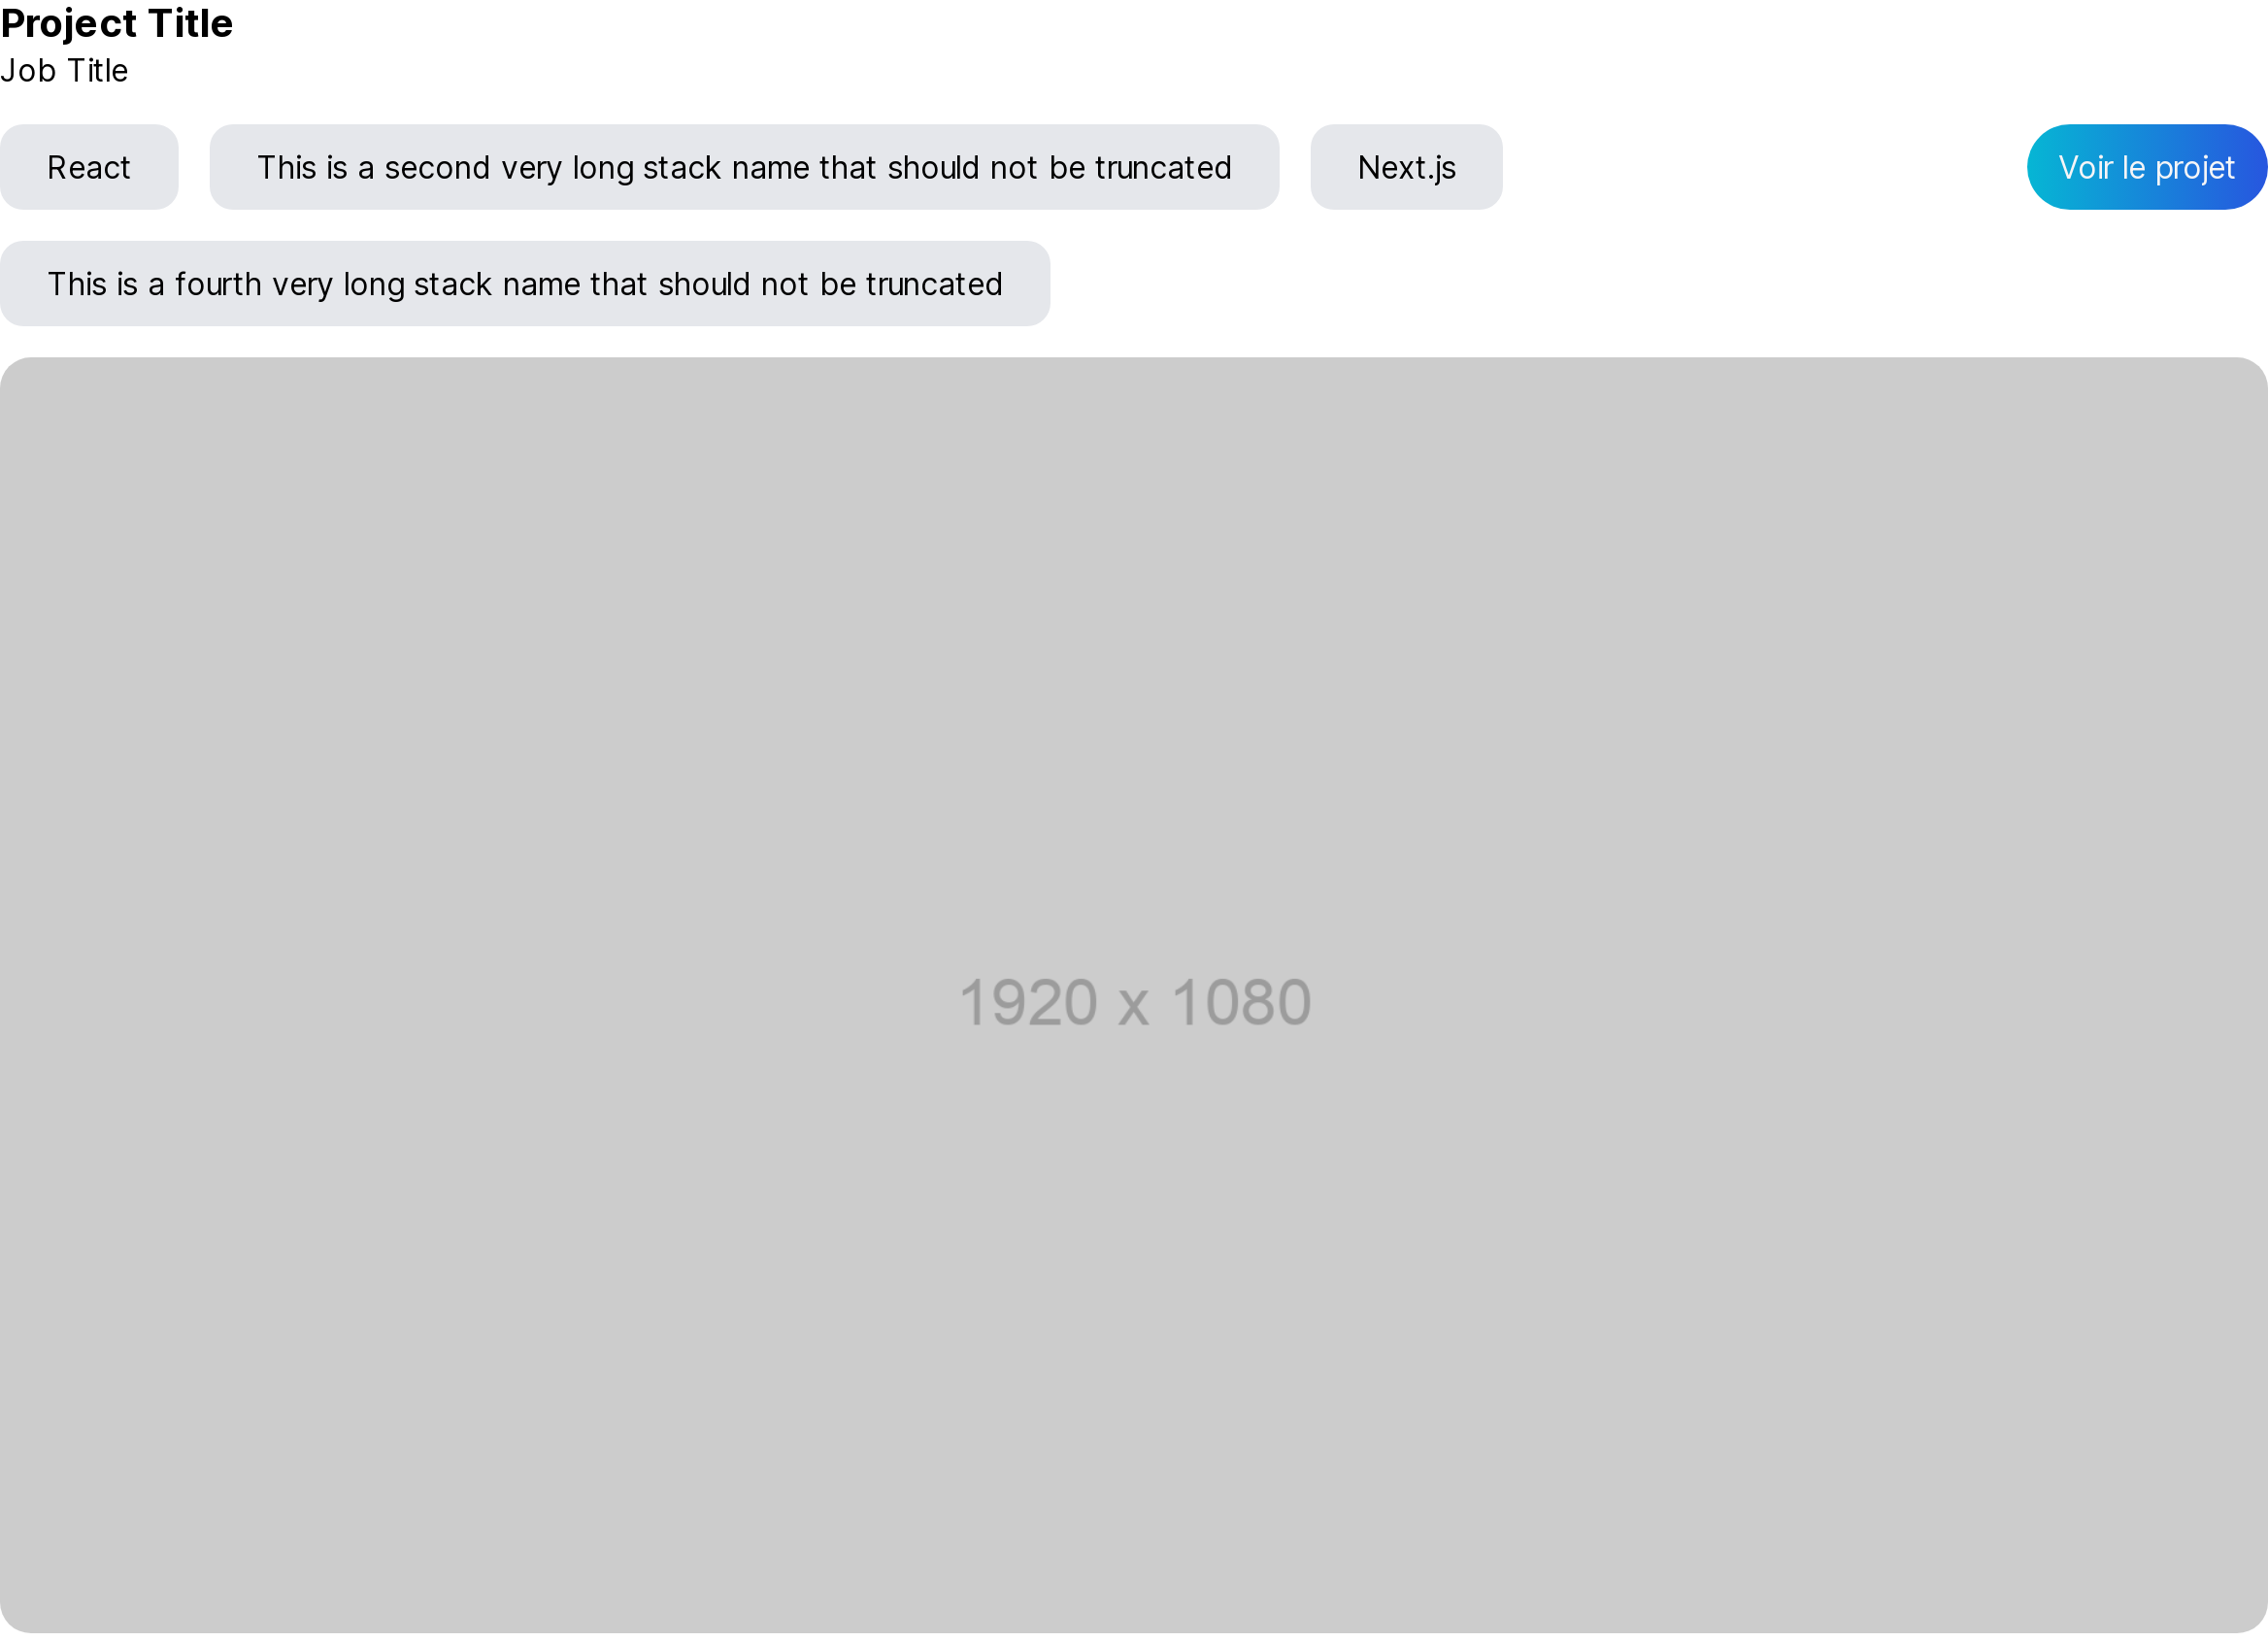 Project Title
Job Title
React
This is a second very long stack name that should not be truncated
Next.js
Voir le projet
This is a fourth very long stack name that should not be truncated
1920 x 1080